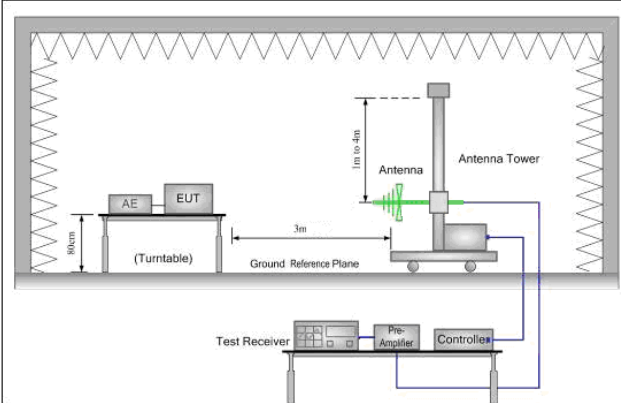 1m to 4m
Antenna
Antenna Tower
AE
EUT
80cm
3m
(Turntable)
Ground Reference Plane
Test Receiver
Pre-
Amplifier
Controller